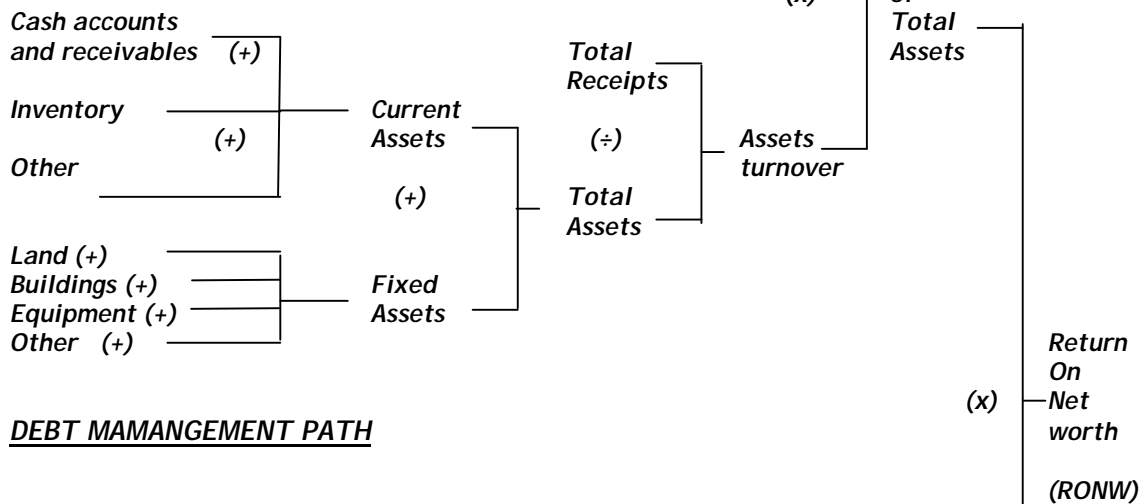 (x)
Cash accounts
and receivables (+)
Total
Assets
Total
Receipts
Inventory
(+)
Current
Assets
(÷)
Assets
turnover
Other
(+)
Total
Assets
Land (+)
Buildings (+)
Equipment (+)
Other (+)
Fixed
Assets
Return
On
Net
worth
(x)
(RONW)
DEBT MAMANGEMENT PATH